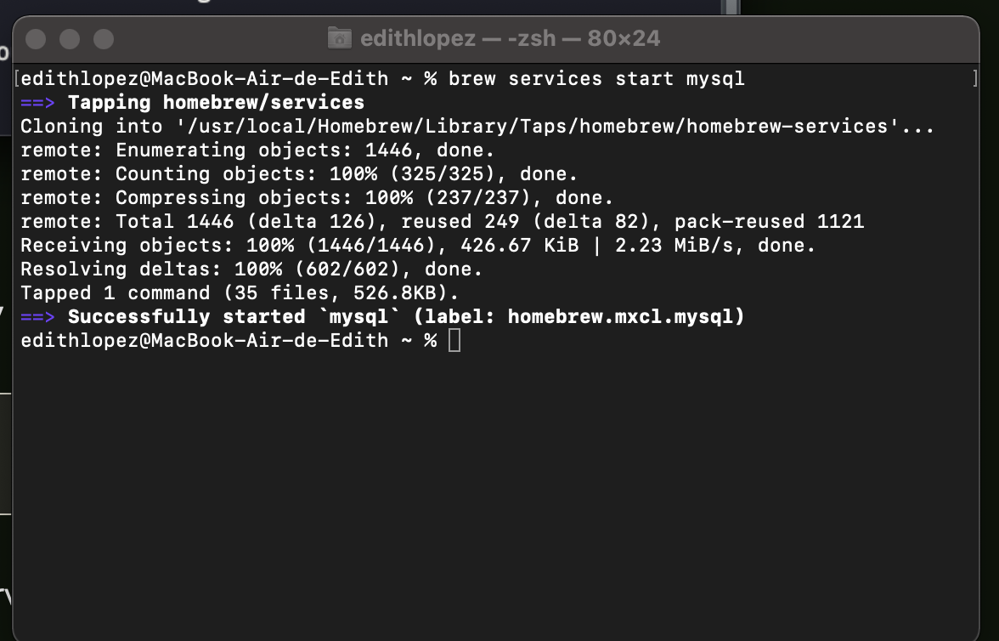 edithlopez — -zsh — 80×24
[edithlopez@MacBook-Air-de-Edith ~ % brew services start mysql ]
==> Tapping homebrew/services
Cloning into '/usr/local/Homebrew/Library/Taps/homebrew/homebrew-services'...
remote: Enumerating objects: 1446, done.
remote: Counting objects: 100% (325/325), done.
remote: Compressing objects: 100% (237/237), done.
remote: Total 1446 (delta 126), reused 249 (delta 82), pack-reused 1121
Receiving objects: 100% (1446/1446), 426.67 KiB | 2.23 MiB/s, done.
Resolving deltas: 100% (602/602), done.
Tapped 1 command (35 files, 526.8KB).
==> Successfully started `mysql` (label: homebrew.mxcl.mysql)
edithlopez@MacBook-Air-de-Edith ~ %